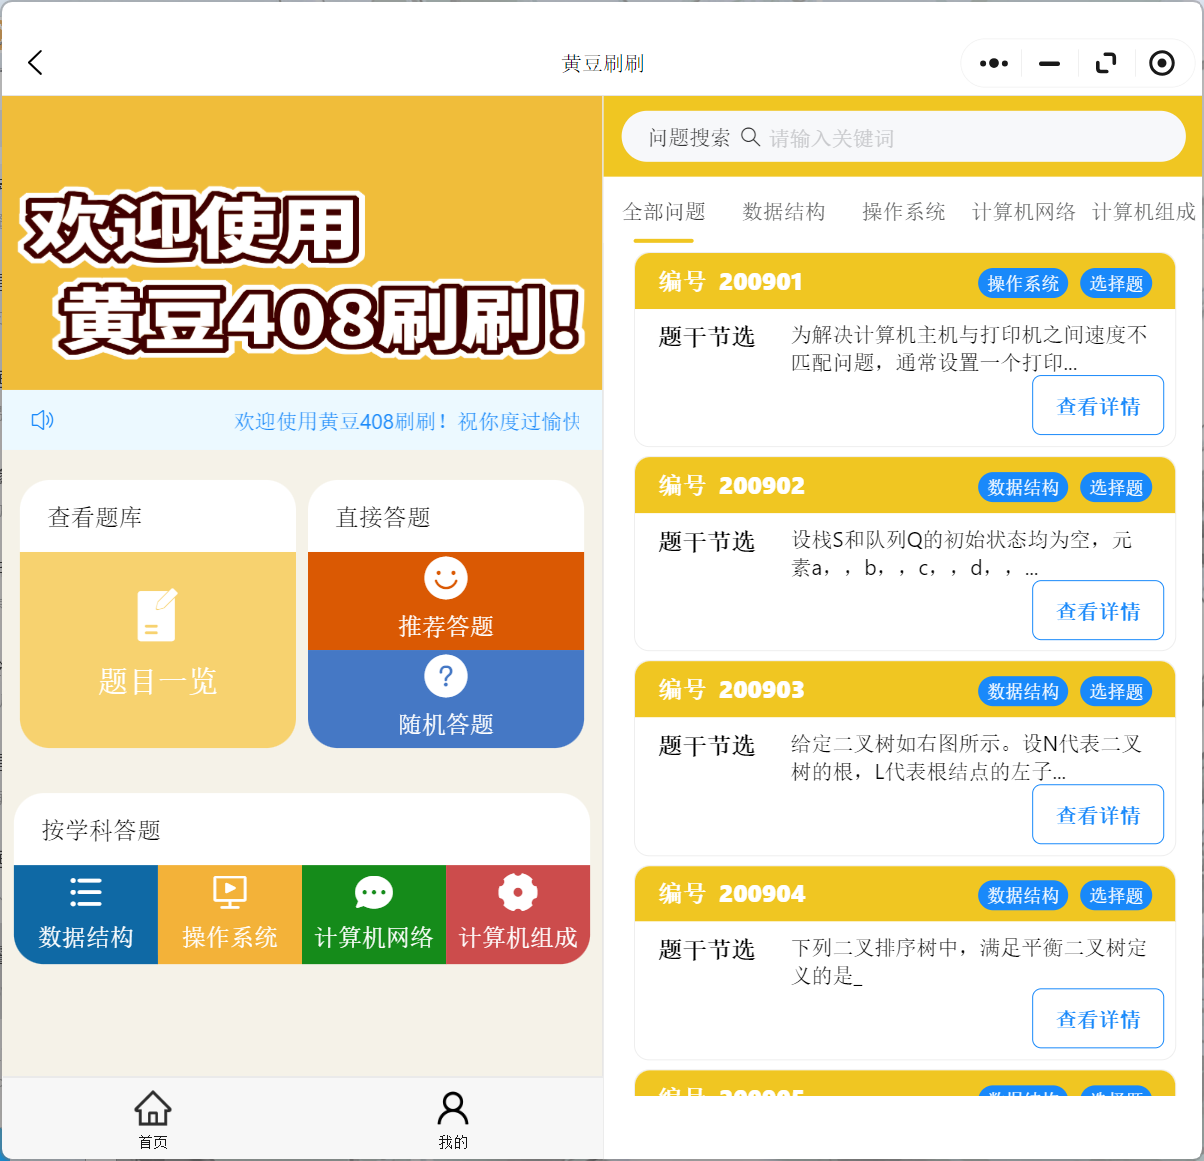 黄豆刷刷
欢迎使用
黄豆408刷刷！
欢迎使用黄豆408刷刷！祝你度过愉快
查看题库
直接答题
题目一览
推荐答题
随机答题
按学科答题
数据结构
操作系统
计算机网络
计算机组成
首页
我的
问题搜索 请输入关键词
全部问题 数据结构 操作系统 计算机网络 计算机组成
编号 200901 操作系统 选择题
题干节选 为解决计算机主机与打印机之间速度不
匹配问题，通常设置一个打印...
查看详情
编号 200902 数据结构 选择题
题干节选 设栈S和队列Q的初始状态均为空，元
素a，，b，，c，，d，，...
查看详情
编号 200903 数据结构 选择题
题干节选 给定二叉树如右图所示。设N代表二叉
树的根，L代表根结点的左子...
查看详情
编号 200904 数据结构 选择题
题干节选 下列二叉排序树中，满足平衡二叉树定
义的是_
查看详情
编号 200905 数据结构 选择题